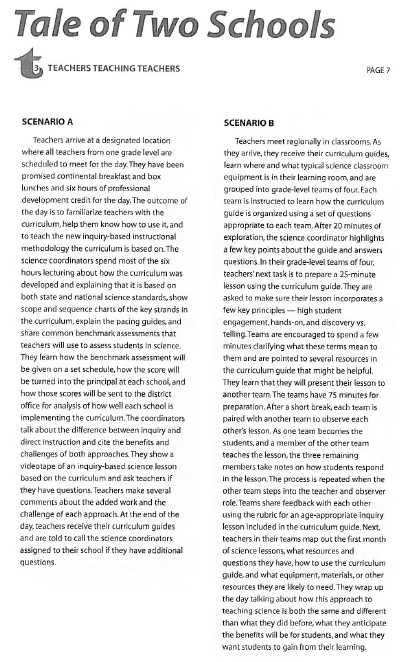 Tale of Two Schools
t3 TEACHERS TEACHING TEACHERS
PAGE 7
SCENARIO A
Teachers arrive at a designated location
where all teachers from one grade level are
scheduled to meet for the day. They have been
promised continental breakfast and box
lunches and six hours of professional
development credit for the day. The outcome of
the day is to familiarize teachers with the
curriculum, help them know how to use it, and
to teach the new inquiry-based instructional
methodology the curriculum is based on. The
science coordinators spend most of the six
hours lecturing about how the curriculum was
developed and explaining that it is based on
both state and national science standards, show
scope and sequence charts of the key strands in
the curriculum, explain the pacing guides, and
share common benchmark assessments that
teachers will use to assess students in science.
They learn how the benchmark assessment will
be given on a set schedule, how the score will
be turned into the principal at each school, and
how those scores will be sent to the district
office for analysis of how well each school is
implementing the curriculum. The coordinators
talk about the difference between inquiry and
direct instruction and cite the benefits and
challenges of both approaches. They show a
videotape of an inquiry-based science lesson
based on the curriculum and ask teachers if
they have questions. Teachers make several
comments about the added work and the
challenge of each approach. At the end of the
day, teachers receive their curriculum guides
and are told to call the science coordinators
assigned to their school if they have additional
questions.
SCENARIO B
Teachers meet regionally in classrooms. As
they arrive, they receive their curriculum guides,
learn where and what typical science classroom
equipment is in their learning room, and are
grouped into grade-level teams of four. Each
team is instructed to learn how the curriculum
guide is organized using a set of questions
appropriate to each team. After 20 minutes of
exploration, the science coordinator highlights
a few key points about the guide and answers
questions. In their grade-level teams of four,
teachers' next task is to prepare a 25-minute
lesson using the curriculum guide. They are
asked to make sure their lesson incorporates a
few key principles — high student
engagement, hands-on, and discovery vs.
telling. Teams are encouraged to spend a few
minutes clarifying what these terms mean to
them and are pointed to several resources in
the curriculum guide that might be helpful.
They learn that they will present their lesson to
another team. The teams have 75 minutes for
preparation. After a short break, each team is
paired with another team to observe each
other's lesson. As one team becomes the
students, and a member of the other team
teaches the lesson, the three remaining
members take notes on how students respond
in the lesson. The process is repeated when the
other team steps into the teacher and observer
role. Teams share feedback with each other
using the rubric for an age-appropriate inquiry
lesson included in the curriculum guide. Next,
teachers in their teams map out the first month
of science lessons, what resources and
questions they have, how to use the curriculum
guide, and what equipment, materials, or other
resources they are likely to need. They wrap up
the day talking about how this approach to
teaching science is both the same and different
than what they did before, what they anticipate
the benefits will be for students, and what they
want students to gain from their learning.